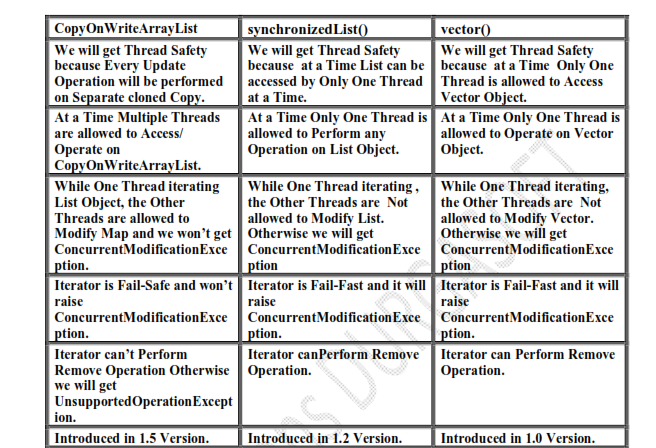 CopyOnWriteArrayList
synchronizedList()
vector()
We will get Thread Safety
because Every Update
Operation will be performed
on Separate cloned Copy.
We will get Thread Safety
because at a Time List can be
accessed by Only One Thread
at a Time.
We will get Thread Safety
because at a Time Only One
Thread is allowed to Access
Vector Object.
At a Time Multiple Threads
are allowed to Access/
Operate on
CopyOnWriteArrayList.
At a Time Only One Thread is
allowed to Perform any
Operation on List Object.
At a Time Only One Thread is
allowed to Operate on Vector
Object.
While One Thread iterating
List Object, the Other
Threads are allowed to
Modify Map and we won't get
ConcurrentModificationExce
ption.
While One Thread iterating ,
the Other Threads are Not
allowed to Modify List.
Otherwise we will get
ConcurrentModificationExce
ption
While One Thread iterating,
the Other Threads are Not
allowed to Modify Vector.
Otherwise we will get
ConcurrentModificationExce
ption
Iterator is Fail-Safe and won't
raise
ConcurrentModificationExce
ption.
Iterator is Fail-Fast and it will
raise
ConcurrentModificationExce
ption.
Iterator is Fail-Fast and it will
raise
ConcurrentModificationExce
ption.
Iterator can't Perform
Remove Operation Otherwise
we will get
UnsupportedOperationExcept
ion.
Iterator canPerform Remove
Operation.
Iterator can Perform Remove
Operation.
Introduced in 1.5 Version.
Introduced in 1.2 Version.
Introduced in 1.0 Version.